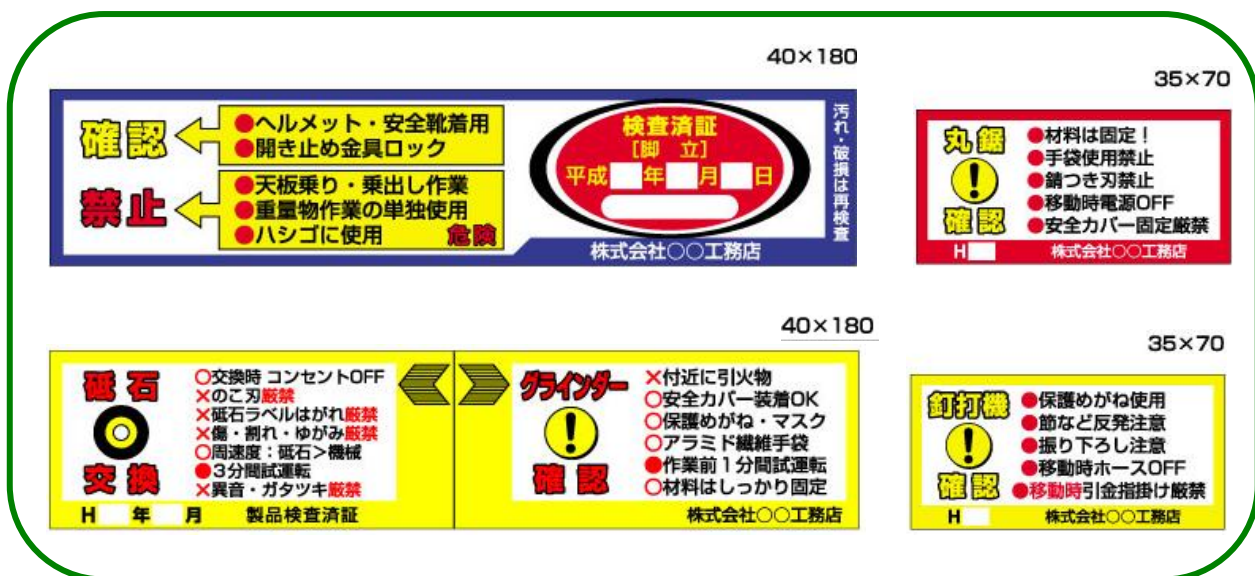 40×180
確認
●ヘルメット・安全靴着用
●開き止め金具ロック
禁止
●天板乗り・乗出し作業
●重量物作業の単独使用
●ハシゴに使用 危険
検査済証
[脚 立]
平成 年 月 日
株式会社○○工務店
汚れ・破損は再検査
35×70
丸鋸
!
確認
●材料は固定!
●手袋使用禁止
●錆つき刃禁止
●移動時電源OFF
●安全カバー固定厳禁
H 株式会社○○工務店
40×180
砥石
交換
○交換時 コンセントOFF
×のこ刃厳禁
×砥石ラベルはがれ厳禁
×傷・割れ・ゆがみ厳禁
○周速度:砥石>機械
●3分間試運転
×異音・ガタツキ厳禁
H 年 月 製品検査済証
グラインダー
!
確認
×付近に引火物
○安全カバー装着OK
○保護めがね・マスク
○アラミド繊維手袋
●作業前1分間試運転
○材料はしっかり固定
株式会社○○工務店
35×70
釘打機
!
確認
●保護めがね使用
●節など反発注意
●振り下ろし注意
●移動時ホースOFF
●移動時引金指掛け厳禁
H 株式会社○○工務店